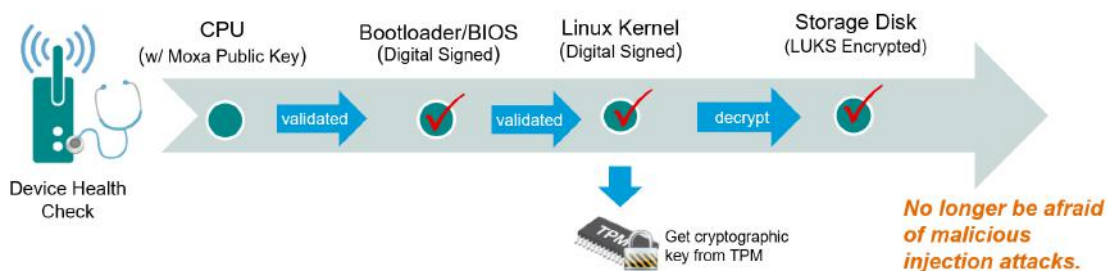 CPU
(w/ Moxa Public Key)
Bootloader/BIOS
(Digital Signed)
Linux Kernel
(Digital Signed)
Storage Disk
(LUKS Encrypted)
validated
validated
decrypt
Device Health
Check
TPM
Get cryptographic
key from TPM
No longer be afraid
of malicious
injection attacks.